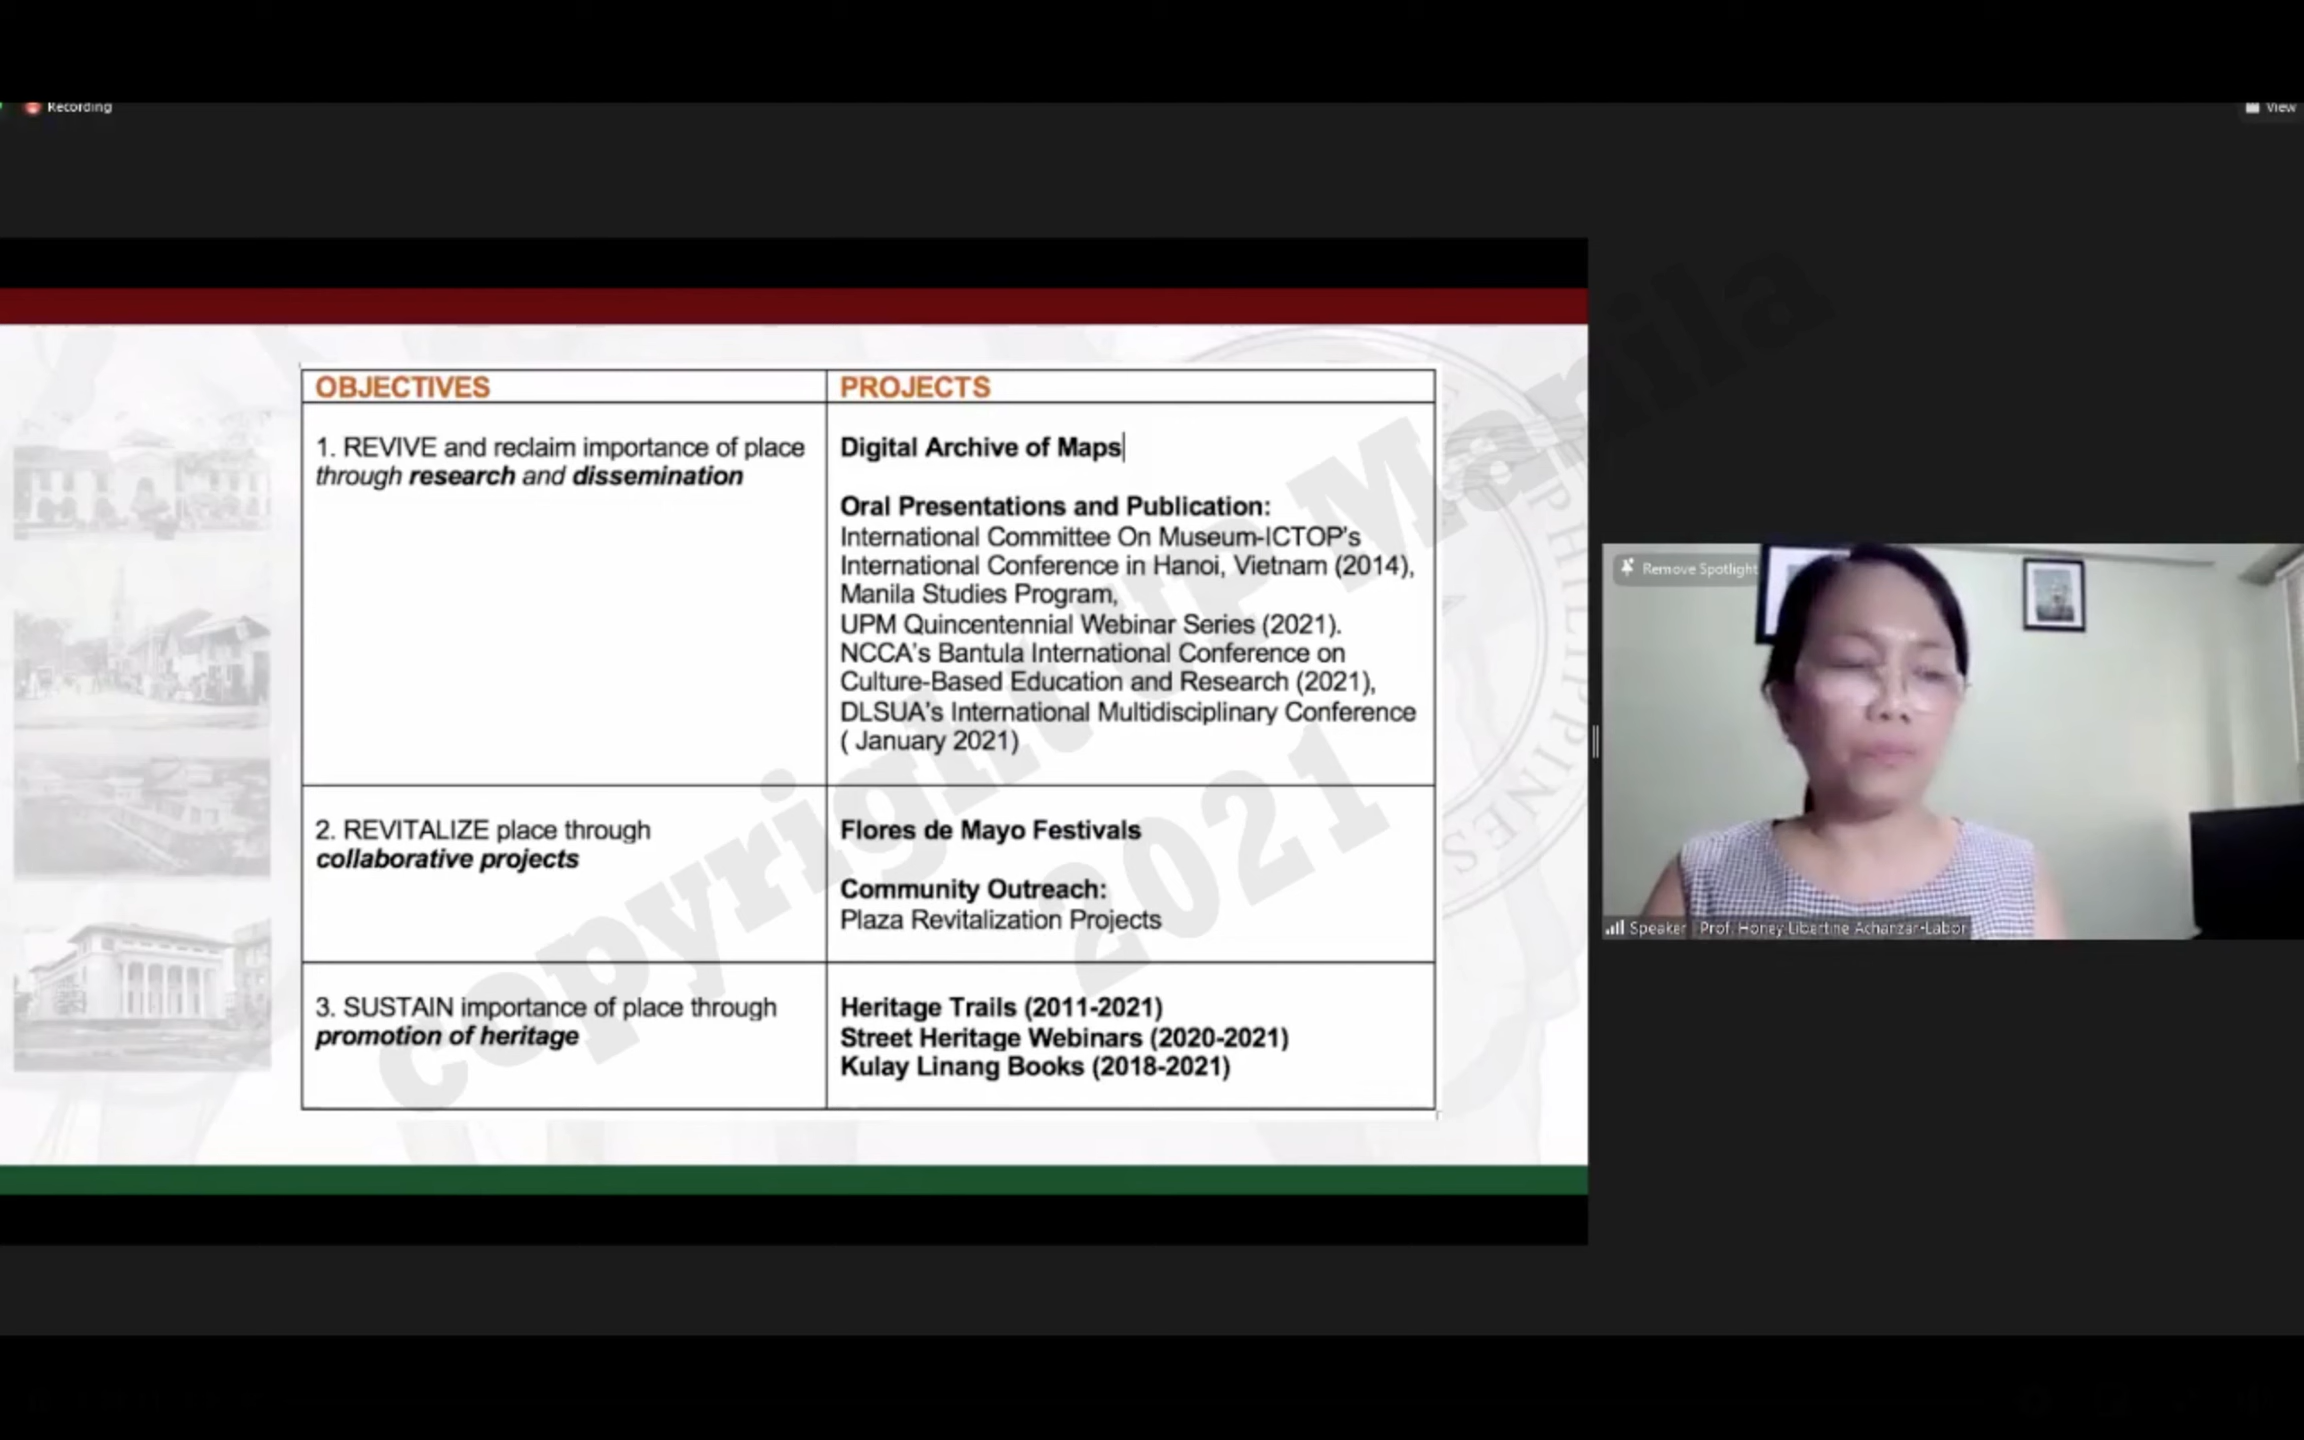 Recording
View
OBJECTIVES
PROJECTS
1. REVIVE and reclaim importance of place
through research and dissemination
Digital Archive of Maps
Oral Presentations and Publication:
International Committee On Museum-ICTOP's
International Conference in Hanoi, Vietnam (2014),
Manila Studies Program,
UPM Quincentennial Webinar Series (2021).
NCCA's Bantula International Conference on
Culture-Based Education and Research (2021),
DLSUA's International Multidisciplinary Conference
( January 2021)
2. REVITALIZE place through
collaborative projects
Flores de Mayo Festivals
Community Outreach:
Plaza Revitalization Projects
3. SUSTAIN importance of place through
promotion of heritage
Heritage Trails (2011-2021)
Street Heritage Webinars (2020-2021)
Kulay Linang Books (2018-2021)
copyright UP Manila
2021
PHILIPPINES
Remove Spotlight
Speaker | Prof. Honey Libertine Achanzar-Labor